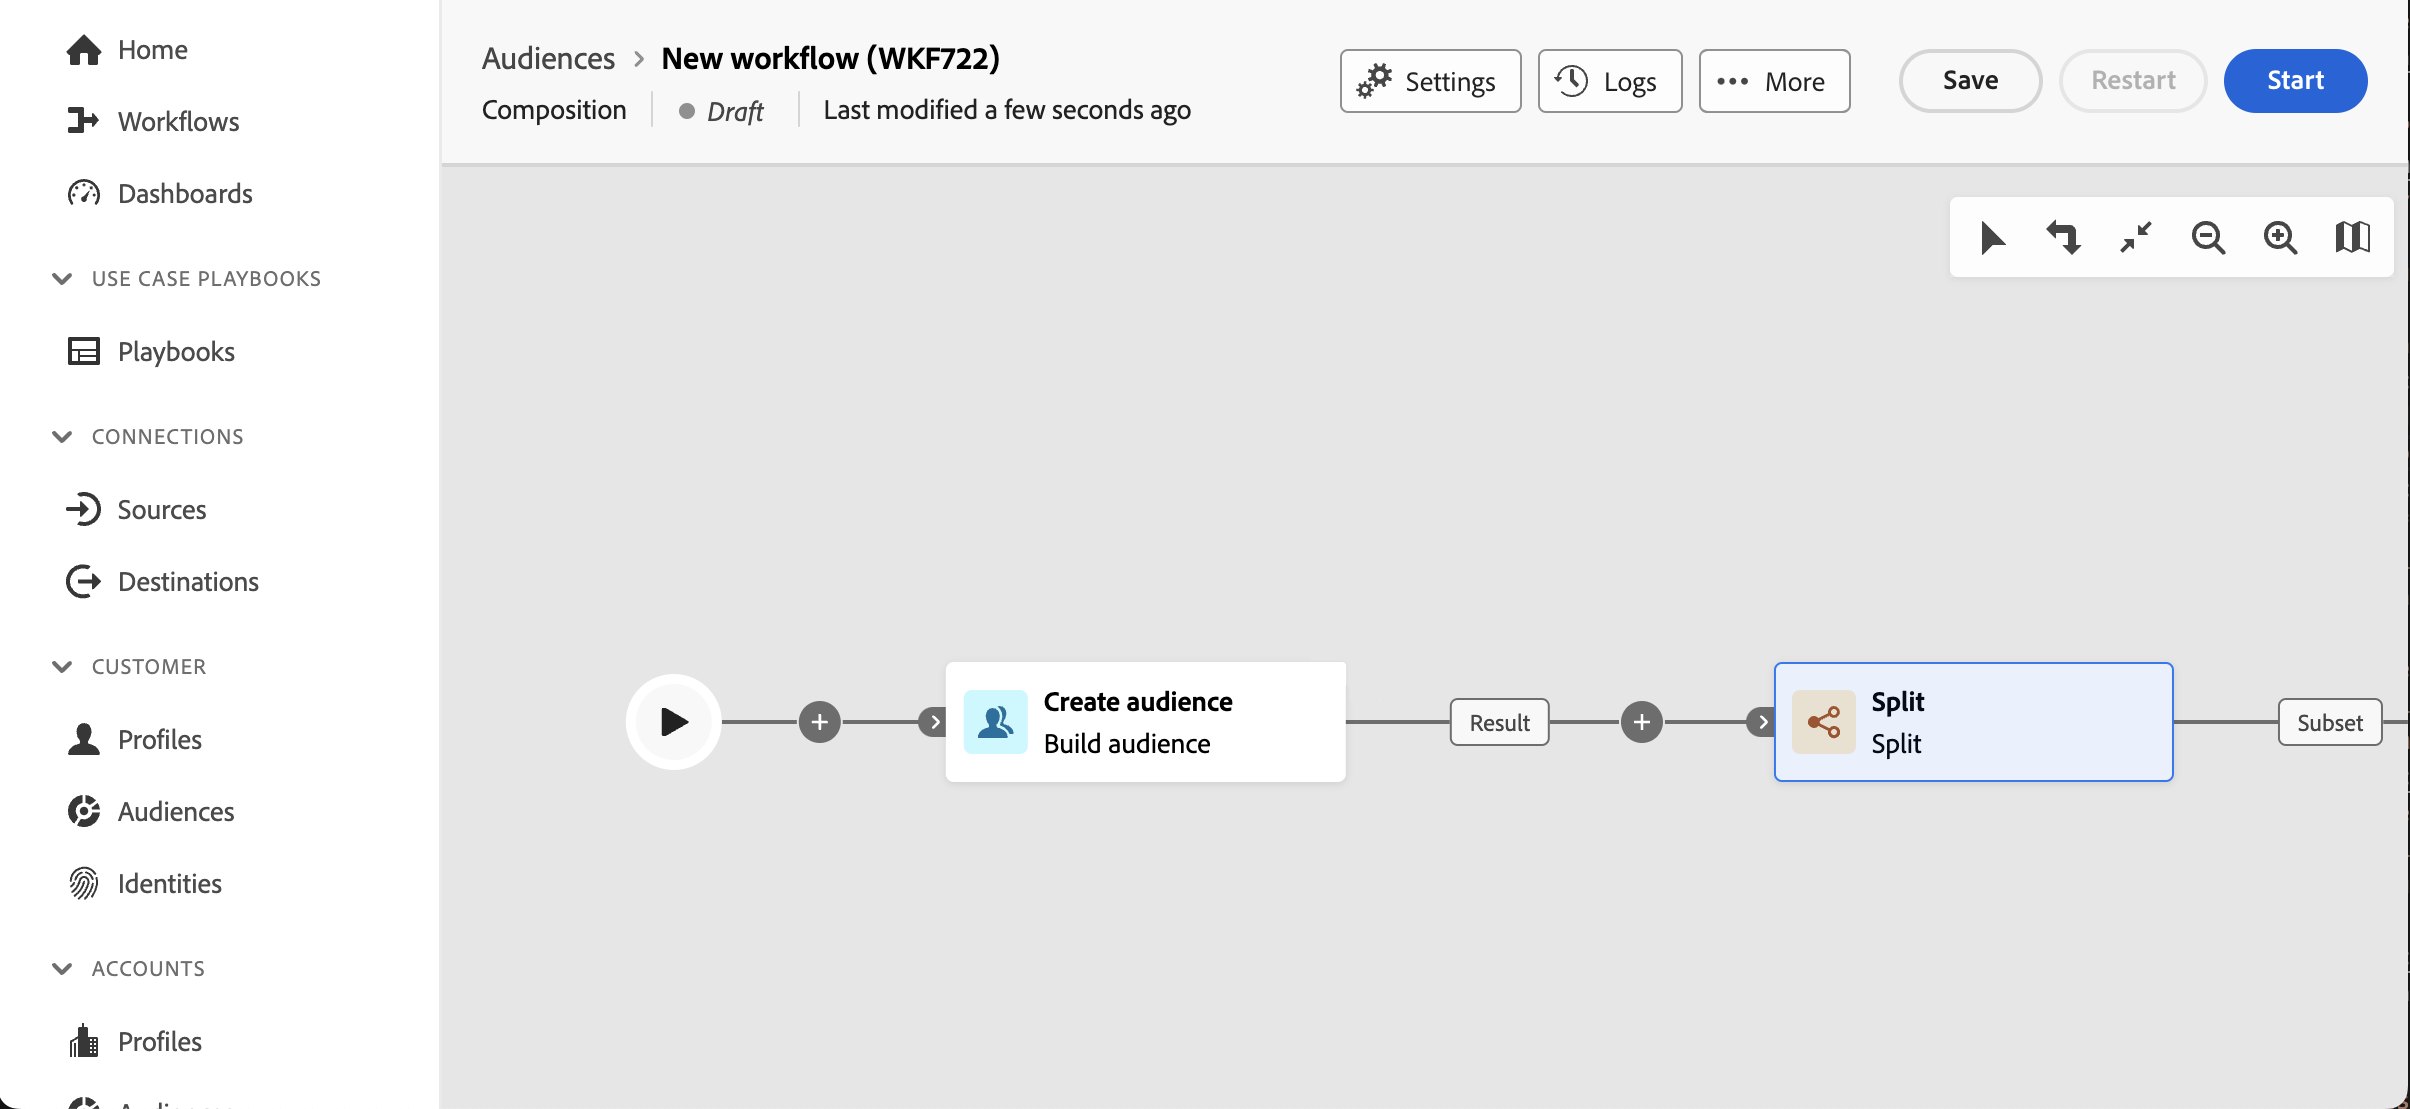 Home
Workflows
Dashboards
USE CASE PLAYBOOKS
Playbooks
CONNECTIONS
Sources
Destinations
CUSTOMER
Profiles
Audiences
Identities
ACCOUNTS
Profiles
Audiences > New workflow (WKF722)
Composition Draft Last modified a few seconds ago
Settings
Logs
More
Save
Restart
Start
Create audience
Build audience
Result
Split
Split
Subset